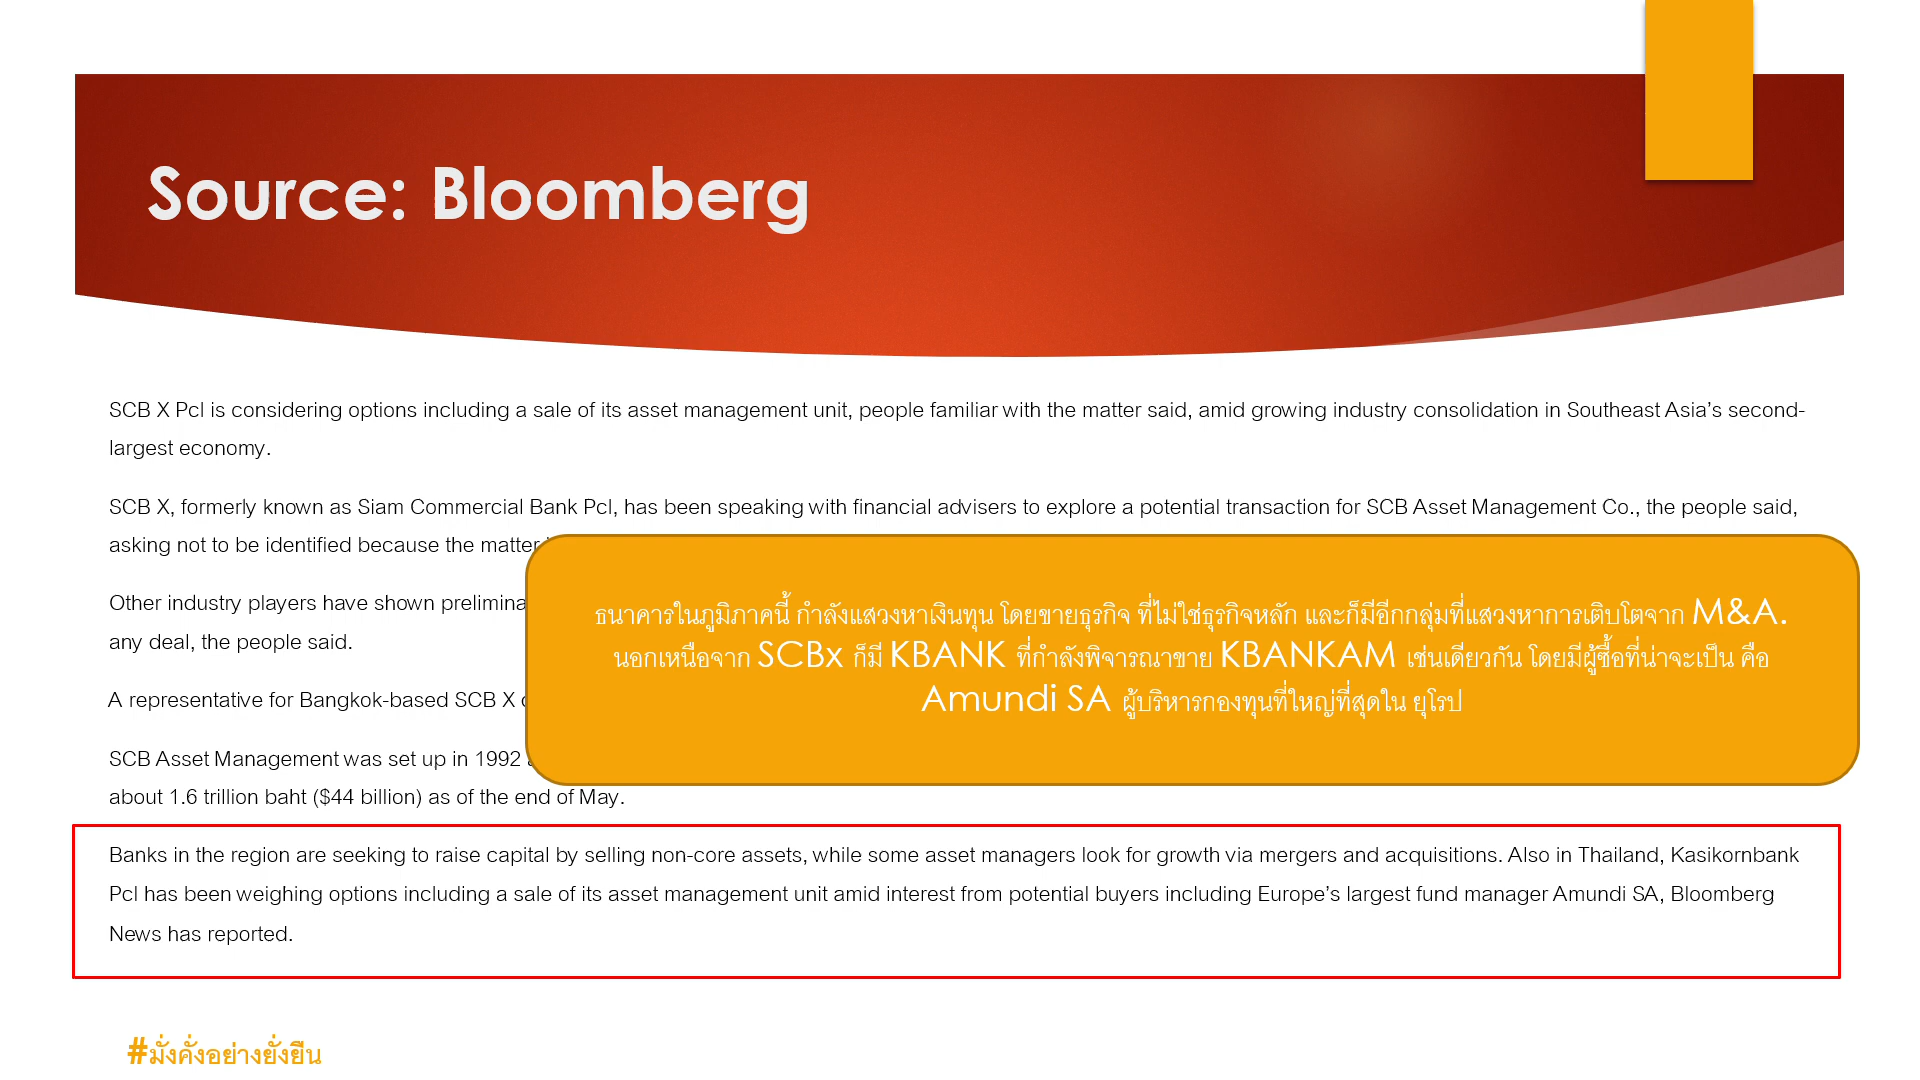 Source: Bloomberg
SCB X Pcl is considering options including a sale of its asset management unit, people familiar with the matter said, amid growing industry consolidation in Southeast Asia’s second-
largest economy.
SCB X, formerly known as Siam Commercial Bank Pcl, has been speaking with financial advisers to explore a potential transaction for SCB Asset Management Co., the people said,
asking not to be identified because the matter
Other industry players have shown
any deal, the people said.
A representative for Bangkok-based SCB X
SCB Asset Management was set up in 1992
about 1.6 trillion baht ($44 billion) as of the end of May.
ธนาคารในภูมิภาคนี้ กำลังแสวงหาเงินทุน โดยขายธุรกิจ ที่ไม่ใช่ธุรกิจหลัก และก็มีอีกกลุ่มที่แสวงหาการเติบโตจาก M&A.
นอกเหนือจาก SCBx ก็มี KBANK ที่กำลังพิจารณาขาย KBANKAM เช่นเดียวกัน โดยมีผู้ซื้อที่น่าจะเป็น คือ
Amundi SA ผู้บริหารกองทุนที่ใหญ่ที่สุดใน ยุโรป
Banks in the region are seeking to raise capital by selling non-core assets, while some asset managers look for growth via mergers and acquisitions. Also in Thailand, Kasikornbank
Pcl has been weighing options including a sale of its asset management unit amid interest from potential buyers including Europe’s largest fund manager Amundi SA, Bloomberg
News has reported.
#มั่งคั่งอย่างยั่งยืน